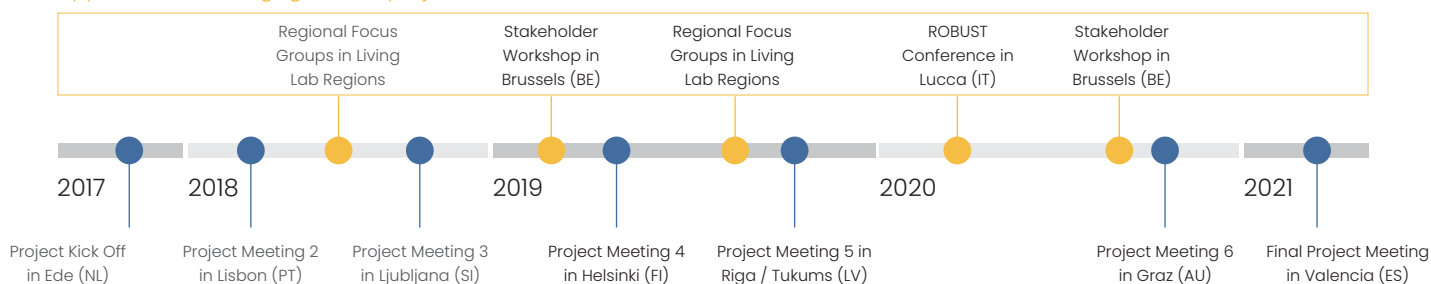 Regional Focus
Groups in Living
Lab Regions
Stakeholder
Workshop in
Brussels (BE)
Regional Focus
Groups in Living
Lab Regions
ROBUST
Conference in
Lucca (IT)
Stakeholder
Workshop in
Brussels (BE)
2017
2018
2019
2020
2021
Project Kick Off
in Ede (NL)
Project Meeting 2
in Lisbon (PT)
Project Meeting 3
in Ljubljana (SI)
Project Meeting 4
in Helsinki (FI)
Project Meeting 5 in
Riga / Tukums (LV)
Project Meeting 6
in Graz (AU)
Final Project Meeting
in Valencia (ES)